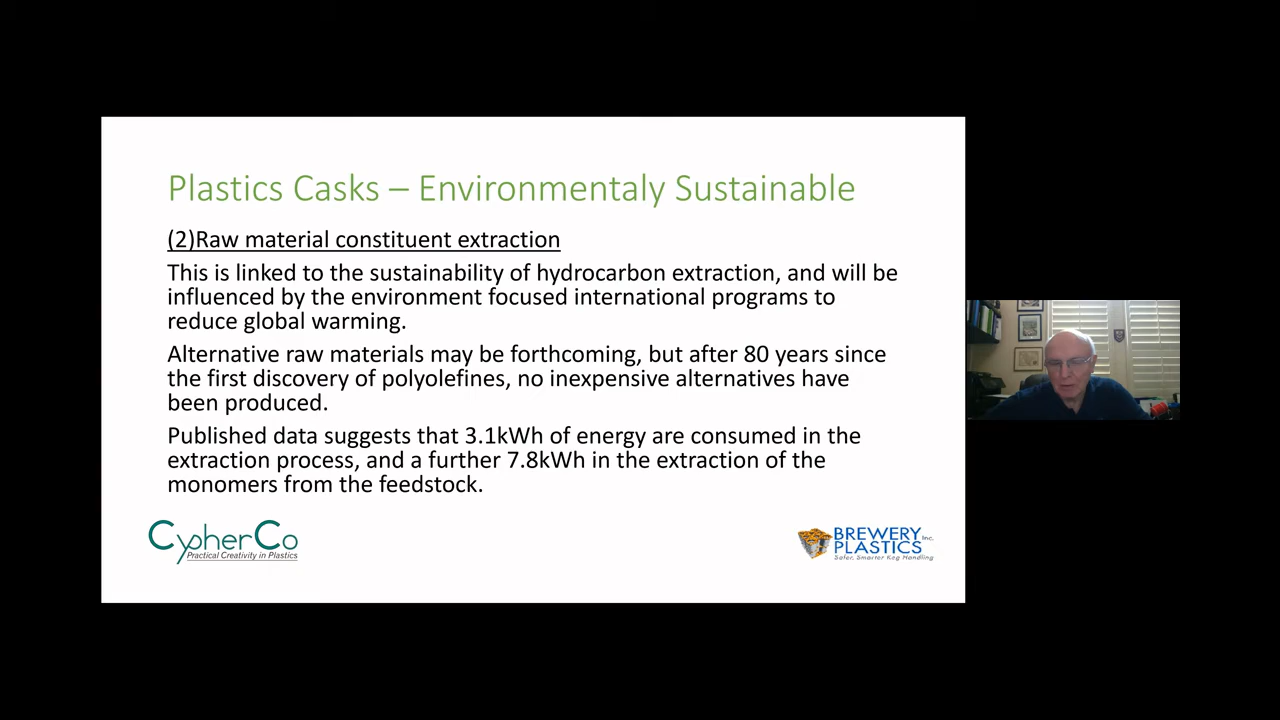 Plastics Casks – Environmentaly Sustainable
(2)Raw material constituent extraction
This is linked to the sustainability of hydrocarbon extraction, and will be
influenced by the environment focused international programs to
reduce global warming.
Alternative raw materials may be forthcoming, but after 80 years since
the first discovery of polyolefines, no inexpensive alternatives have
been produced.
Published data suggests that 3.1kWh of energy are consumed in the
extraction process, and a further 7.8kWh in the extraction of the
monomers from the feedstock.
CypherCo
Practical Creativity in Plastics
BREWERY
PLASTICS Inc.
Safer, Smarter Keg Handling